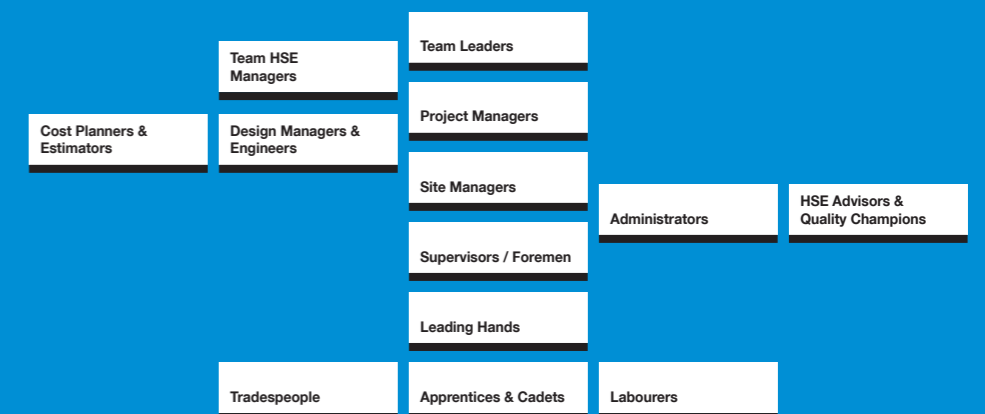 Team Leaders
Team HSE
Managers
Project Managers
Cost Planners &
Estimators
Design Managers &
Engineers
Site Managers
Administrators
HSE Advisors &
Quality Champions
Supervisors / Foremen
Leading Hands
Tradespeople
Apprentices & Cadets
Labourers